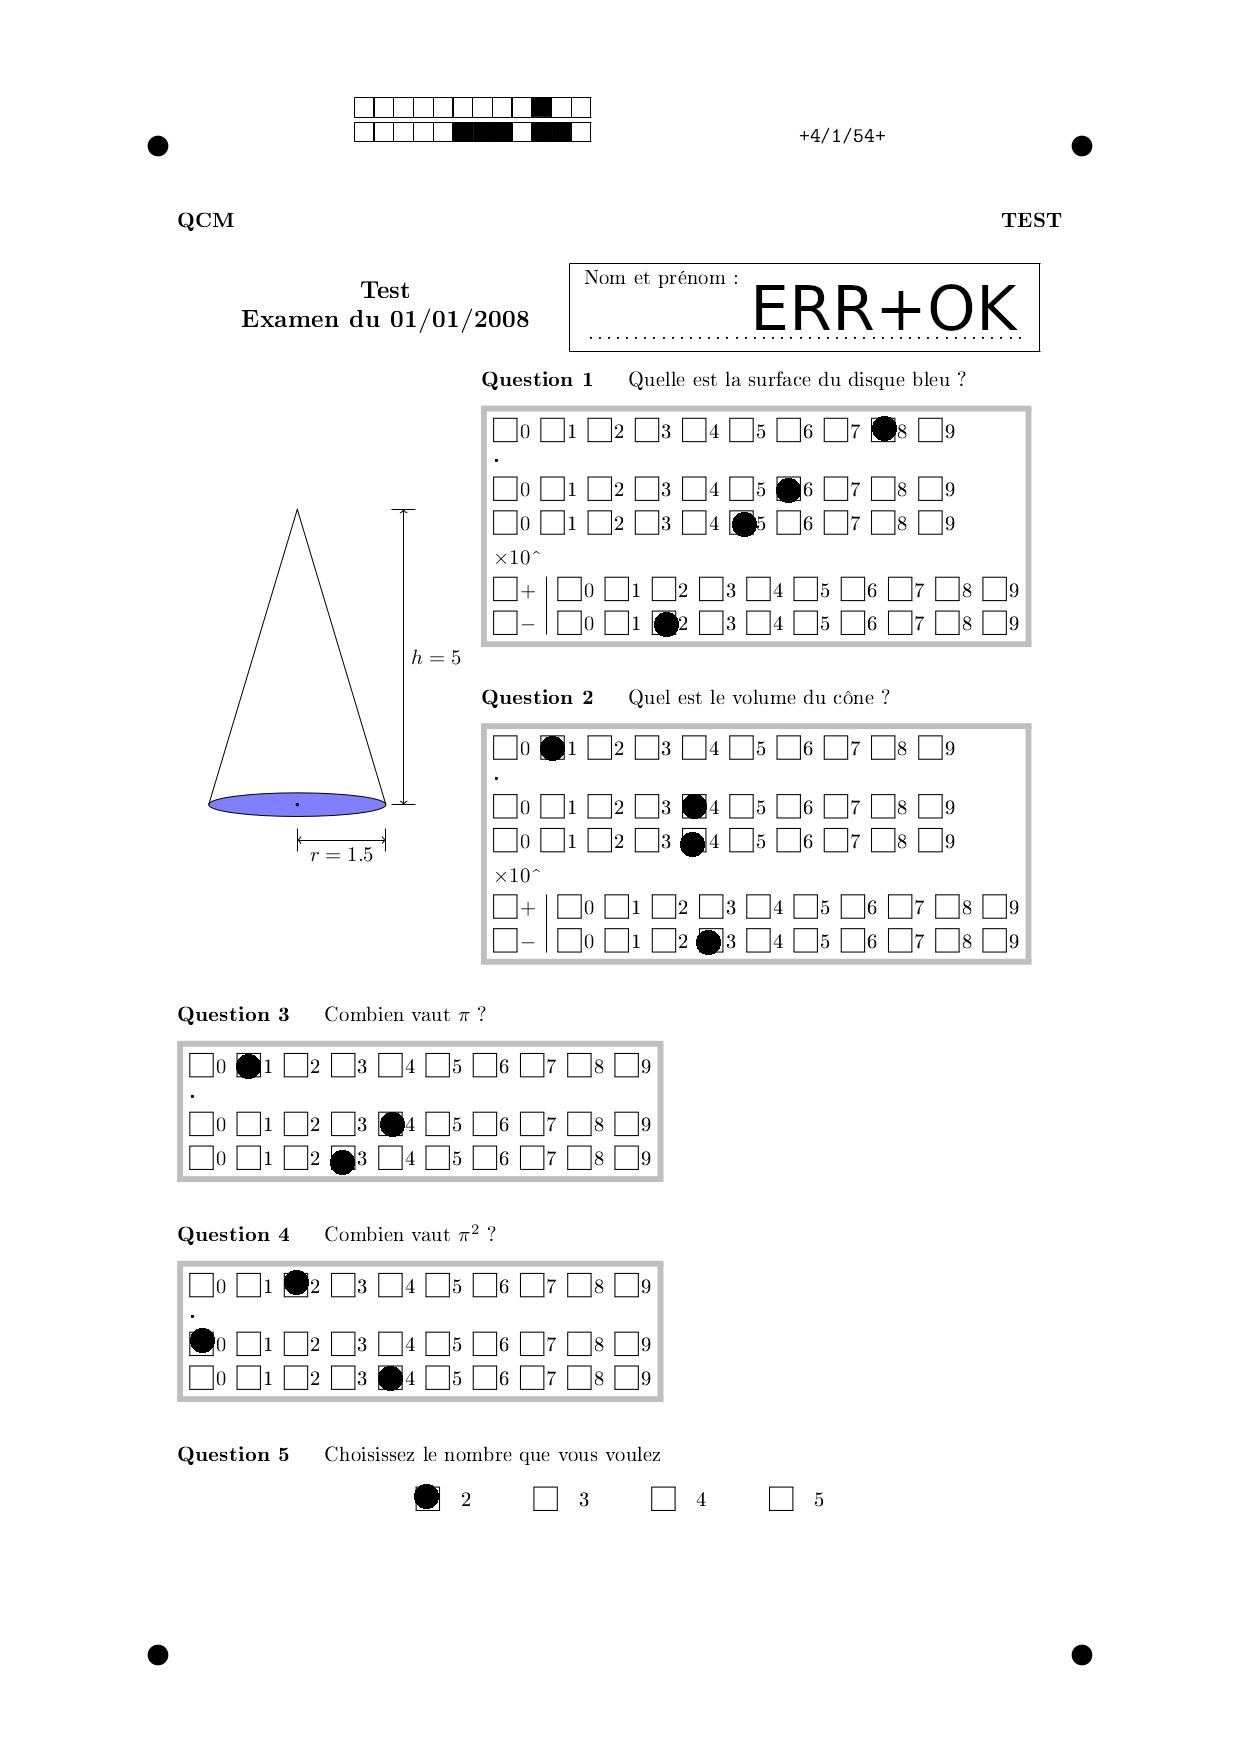 +4/1/54+
QCM TEST
Test
Examen du 01/01/2008
Nom et prénom :
ERR+OK
Question 1 Quelle est la surface du disque bleu ?
0 1 2 3 4 5 6 7 8 9
.
0 1 2 3 4 5 6 7 8 9
0 1 2 3 4 5 6 7 8 9
×10^
+ 0 1 2 3 4 5 6 7 8 9
− 0 1 2 3 4 5 6 7 8 9
h = 5
r = 1.5
Question 2 Quel est le volume du cône ?
0 1 2 3 4 5 6 7 8 9
.
0 1 2 3 4 5 6 7 8 9
0 1 2 3 4 5 6 7 8 9
×10^
+ 0 1 2 3 4 5 6 7 8 9
− 0 1 2 3 4 5 6 7 8 9
Question 3 Combien vaut π ?
0 1 2 3 4 5 6 7 8 9
.
0 1 2 3 4 5 6 7 8 9
0 1 2 3 4 5 6 7 8 9
Question 4 Combien vaut π² ?
0 1 2 3 4 5 6 7 8 9
.
0 1 2 3 4 5 6 7 8 9
0 1 2 3 4 5 6 7 8 9
Question 5 Choisissez le nombre que vous voulez
2 3 4 5